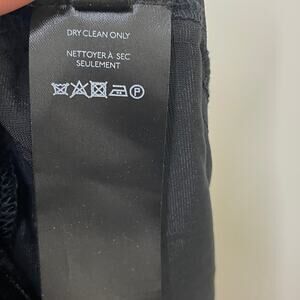 DRY CLEAN ONLY
NETTOYER À SEC
SEULEMENT
P